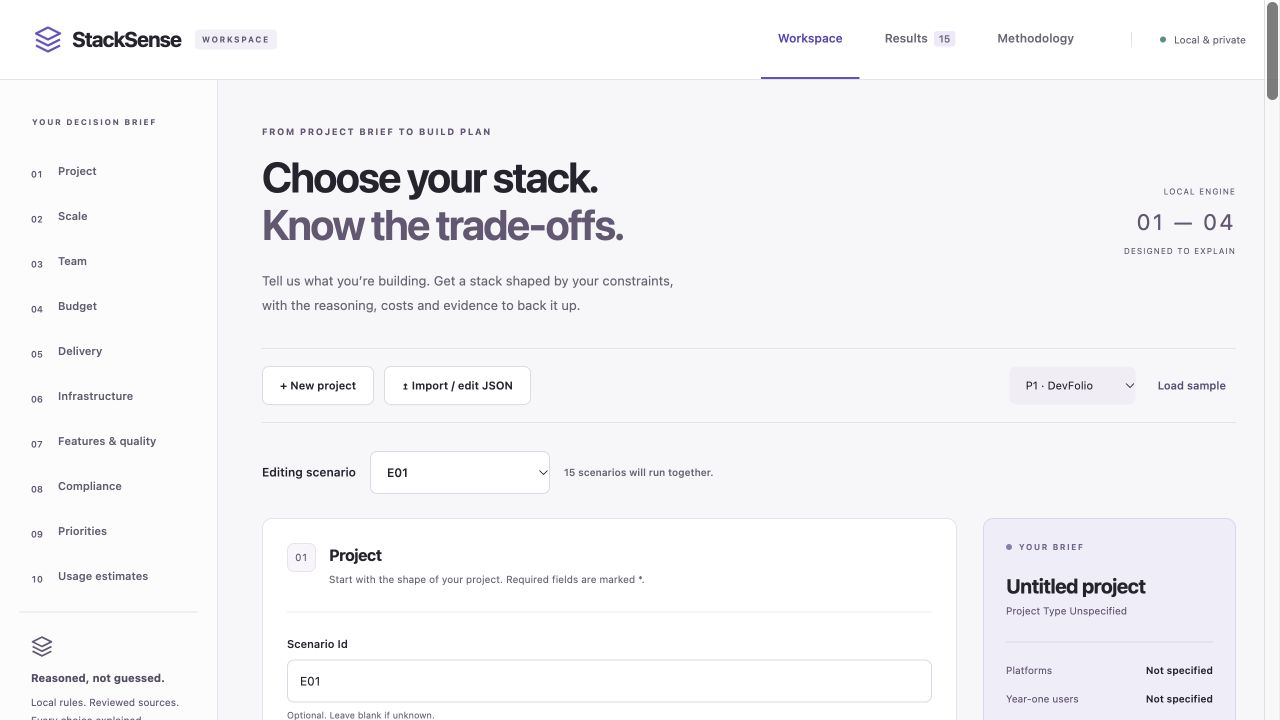 StackSense WORKSPACE
Workspace
Results 15
Methodology
Local & private
YOUR DECISION BRIEF
01 Project
02 Scale
03 Team
04 Budget
05 Delivery
06 Infrastructure
07 Features & quality
08 Compliance
09 Priorities
10 Usage estimates
Reasoned, not guessed.
Local rules. Reviewed sources.
Every choice explained.
FROM PROJECT BRIEF TO BUILD PLAN
Choose your stack.
Know the trade-offs.
Tell us what you’re building. Get a stack shaped by your constraints,
with the reasoning, costs and evidence to back it up.
LOCAL ENGINE
01 — 04
DESIGNED TO EXPLAIN
+ New project
↥ Import / edit JSON
P1 · DevFolio
Load sample
Editing scenario
E01
15 scenarios will run together.
01 Project
Start with the shape of your project. Required fields are marked *.
Scenario Id
E01
Optional. Leave blank if unknown.
YOUR BRIEF
Untitled project
Project Type Unspecified
Platforms Not specified
Year-one users Not specified